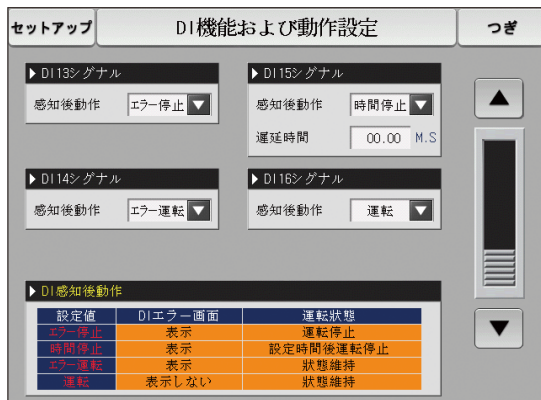 セットアップ
DI機能および動作設定
つぎ
▶ DI13シグナル
感知後動作 エラー停止
▶ DI15シグナル
感知後動作 時間停止
遅延時間 00.00 M.S
▶ DI14シグナル
感知後動作 エラー運転
▶ DI16シグナル
感知後動作 運転
▶ DI感知後動作
設定値 DIエラー画面 運転狀態
エラー停止 表示 運転停止
時間停止 表示 設定時間後運転停止
エラー運転 表示 狀態維持
運転 表示しない 狀態維持